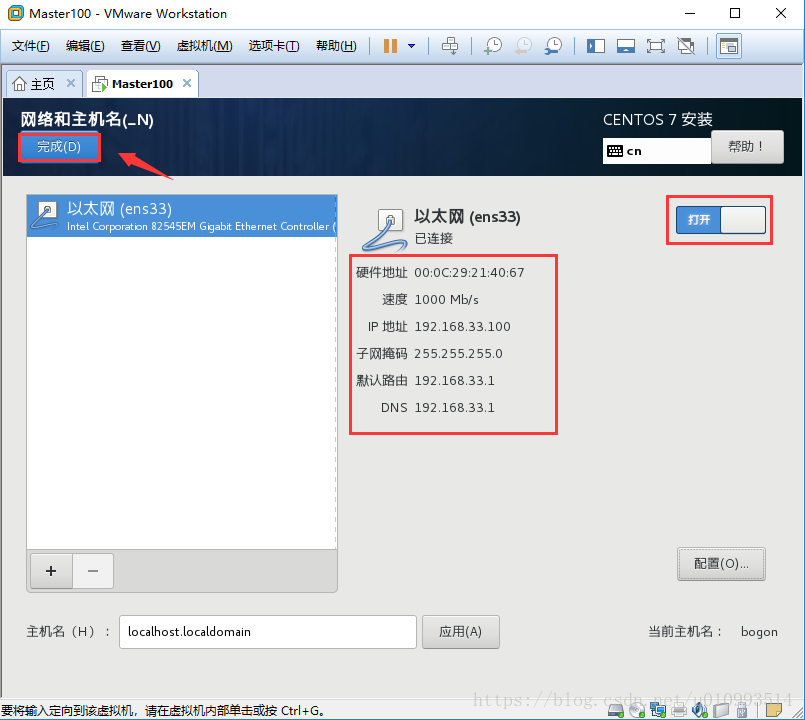 Master100 - VMware Workstation
文件(F) 编辑(E) 查看(V) 虚拟机(M) 选项卡(T) 帮助(H)
主页 Master100
网络和主机名(_N)
CENTOS 7 安装
完成(D)
cn
帮助！
以太网 (ens33)
Intel Corporation 82545EM Gigabit Ethernet Controller (
以太网 (ens33)
已连接
打开
硬件地址 00:0C:29:21:40:67
速度 1000 Mb/s
IP 地址 192.168.33.100
子网掩码 255.255.255.0
默认路由 192.168.33.1
DNS 192.168.33.1
+ −
配置(O)...
主机名（H）： localhost.localdomain 应用(A) 当前主机名： bogon
https://blog.csdn.net/u010993514
要将输入定向到该虚拟机，请在虚拟机内部单击或按 Ctrl+G。